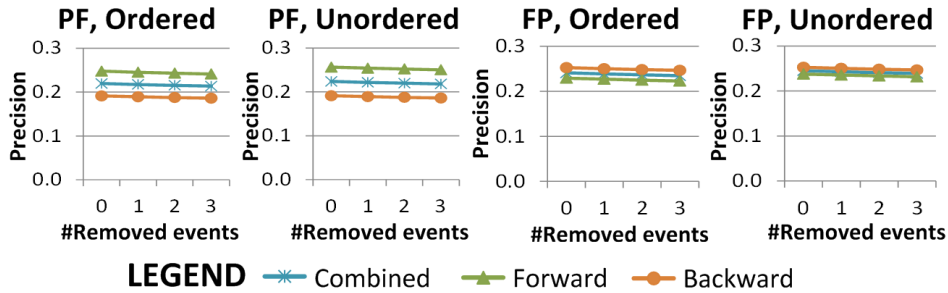 PF, Ordered
0.3
0.2
0.1
0.0
Precision
0 1 2 3
#Removed events
PF, Unordered
0.3
0.2
0.1
0.0
Precision
0 1 2 3
#Removed events
FP, Ordered
0.3
0.2
0.1
0.0
Precision
0 1 2 3
#Removed events
FP, Unordered
0.3
0.2
0.1
0.0
Precision
0 1 2 3
#Removed events
LEGEND Combined Forward Backward